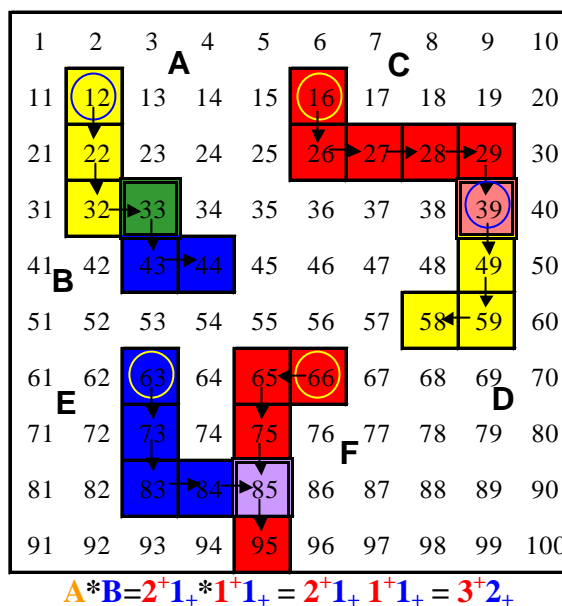 1 2 3 4 5 6 7 8 9 10
A C
11 12 13 14 15 16 17 18 19 20
21 22 23 24 25 26 27 28 29 30
31 32 33 34 35 36 37 38 39 40
41 42 43 44 45 46 47 48 49 50
B
51 52 53 54 55 56 57 58 59 60
61 62 63 64 65 66 67 68 69 70
E D
71 72 73 74 75 76 77 78 79 80
F
81 82 83 84 85 86 87 88 89 90
91 92 93 94 95 96 97 98 99 100
A*B=2⁺1₊*1⁺1₊ = 2⁺1₊ 1⁺1₊ = 3⁺2₊